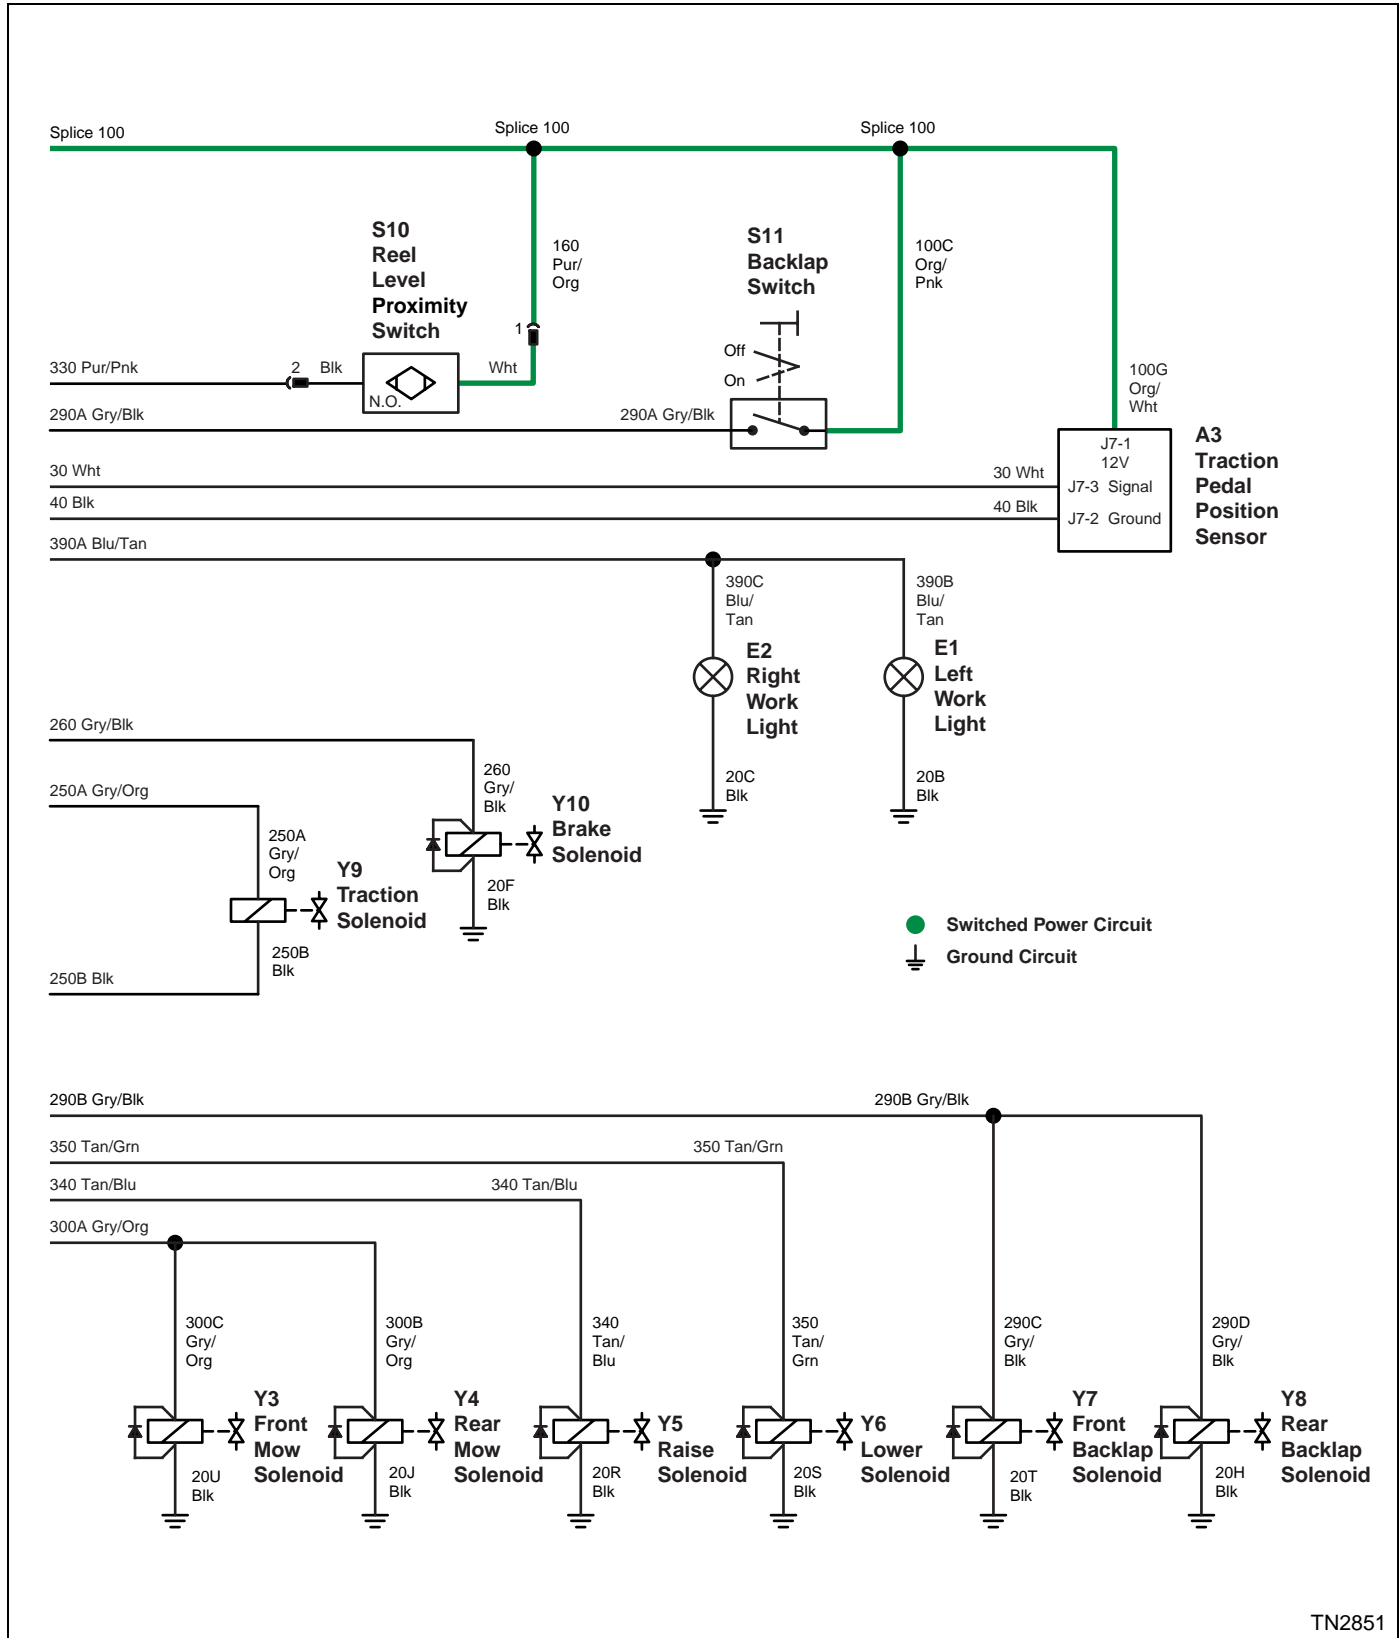 Splice 100
Splice 100
Splice 100
S10
Reel
Level
Proximity
Switch
160
Pur/
Org
S11
Backlap
Switch
100C
Org/
Pnk
1
Off
On
330 Pur/Pnk
2
Blk
Wht
N.O.
100G
Org/
Wht
290A Gry/Blk
290A Gry/Blk
J7-1
12V
J7-3 Signal
J7-2 Ground
A3
Traction
Pedal
Position
Sensor
30 Wht
30 Wht
40 Blk
40 Blk
390A Blu/Tan
390C
Blu/
Tan
390B
Blu/
Tan
E2
Right
Work
Light
E1
Left
Work
Light
20C
Blk
20B
Blk
260 Gry/Blk
260
Gry/
Blk
Y10
Brake
Solenoid
20F
Blk
250A Gry/Org
250A
Gry/
Org
Y9
Traction
Solenoid
250B
Blk
250B Blk
Switched Power Circuit
Ground Circuit
290B Gry/Blk
290B Gry/Blk
350 Tan/Grn
350 Tan/Grn
340 Tan/Blu
340 Tan/Blu
300A Gry/Org
300C
Gry/
Org
300B
Gry/
Org
340
Tan/
Blu
350
Tan/
Grn
290C
Gry/
Blk
290D
Gry/
Blk
Y3
Front
Mow
Solenoid
Y4
Rear
Mow
Solenoid
Y5
Raise
Solenoid
Y6
Lower
Solenoid
Y7
Front
Backlap
Solenoid
Y8
Rear
Backlap
Solenoid
20U
Blk
20J
Blk
20R
Blk
20S
Blk
20T
Blk
20H
Blk
TN2851